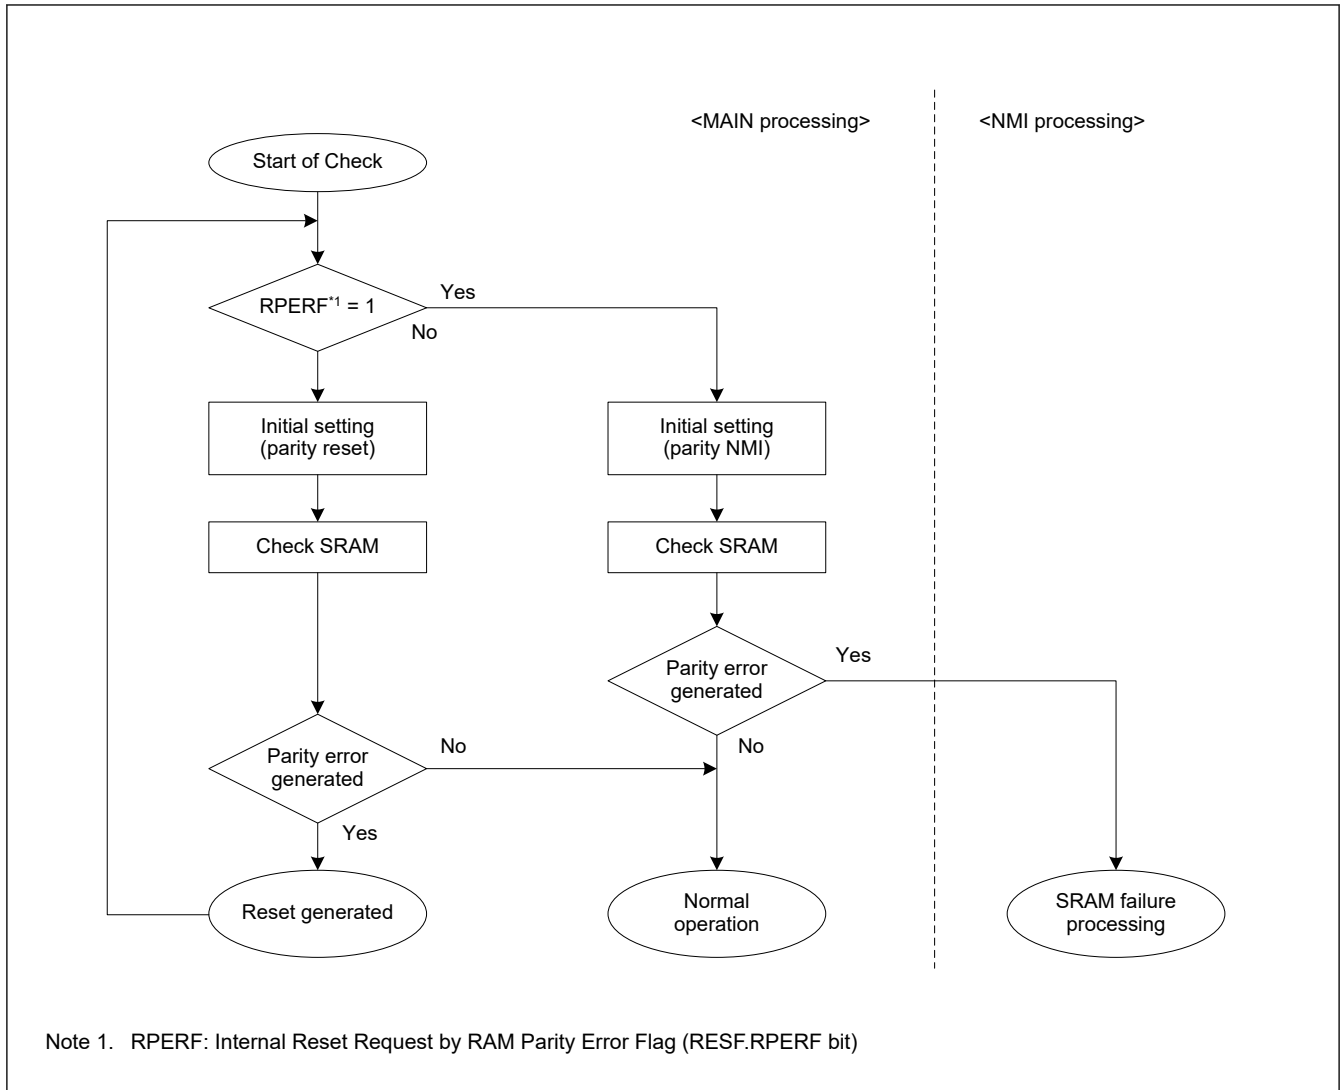 <MAIN processing>
<NMI processing>
Start of Check
RPERF*1 = 1
Yes
No
Initial setting
(parity reset)
Initial setting
(parity NMI)
Check SRAM
Check SRAM
Parity error
generated
Yes
No
Parity error
generated
No
Yes
Reset generated
Normal
operation
SRAM failure
processing
Note 1. RPERF: Internal Reset Request by RAM Parity Error Flag (RESF.RPERF bit)